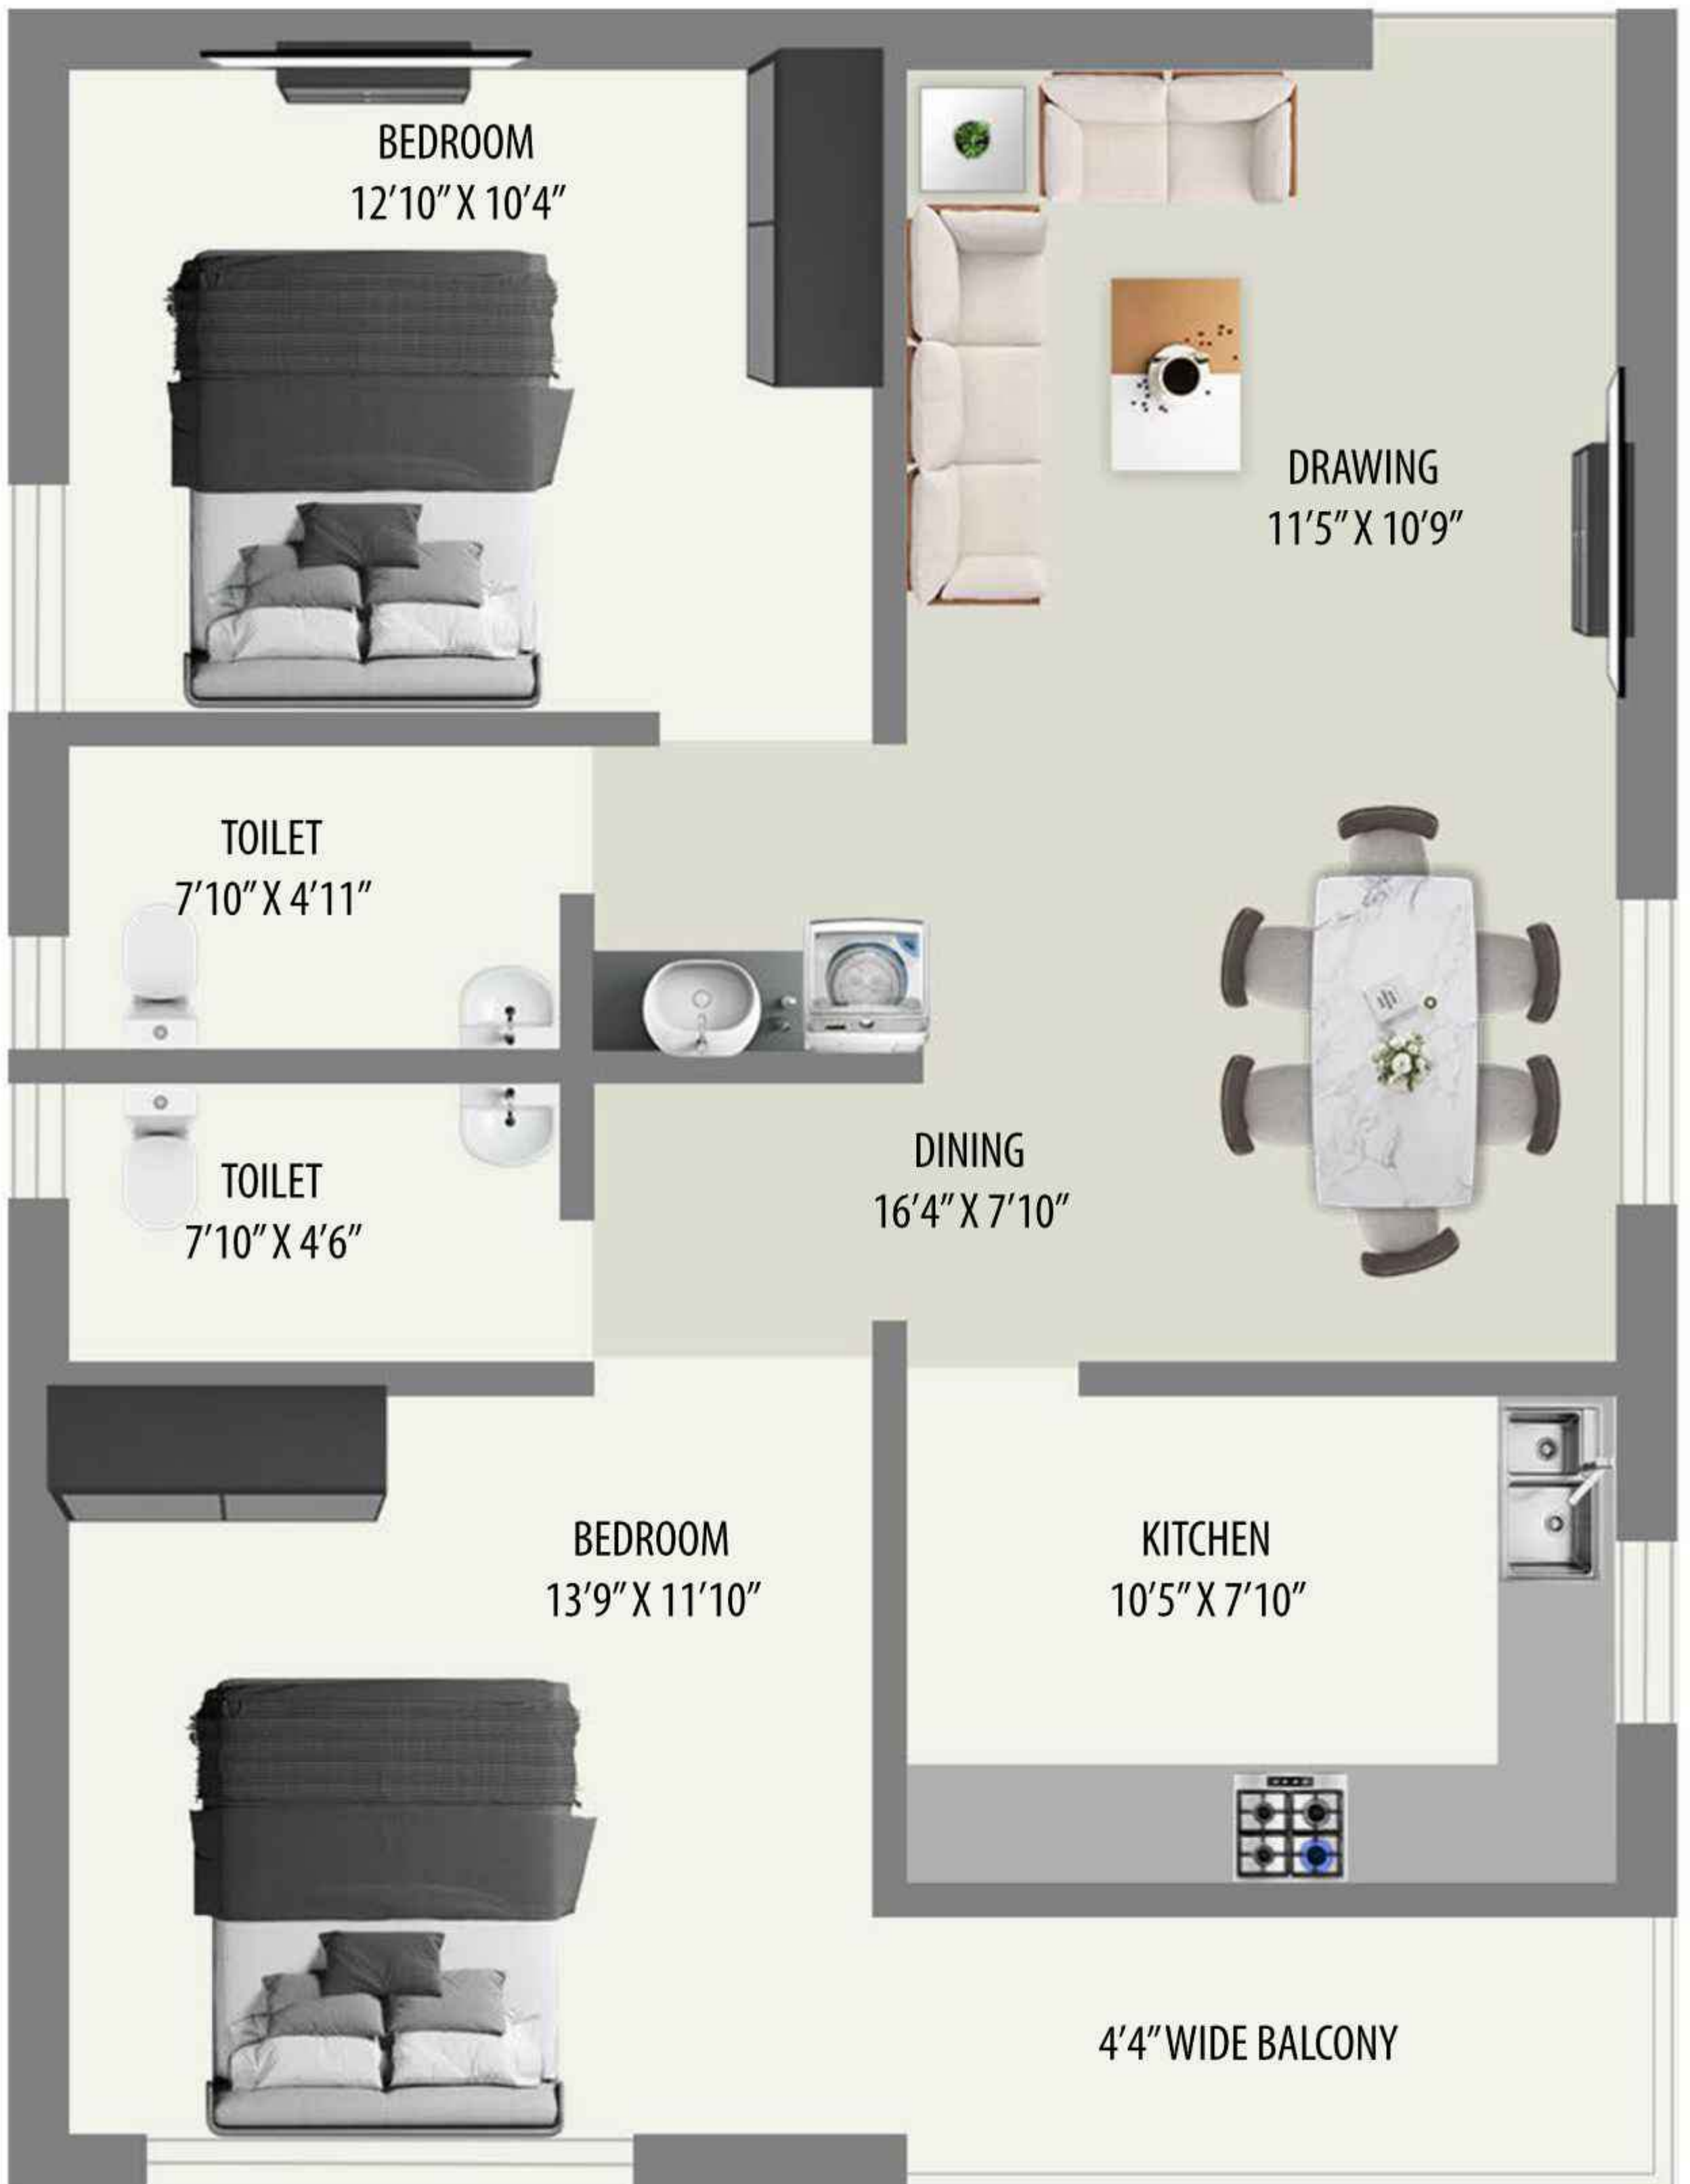 BEDROOM
12'10" X 10'4"
DRAWING
11'5" X 10'9"
TOILET
7'10" X 4'11"
TOILET
7'10" X 4'6"
DINING
16'4" X 7'10"
BEDROOM
13'9" X 11'10"
KITCHEN
10'5" X 7'10"
4'4" WIDE BALCONY